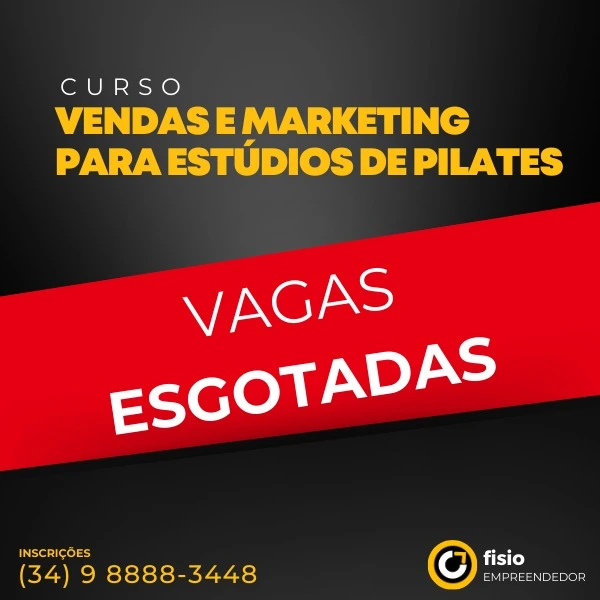 CURSO
VENDAS E MARKETING
PARA ESTÚDIOS DE PILATES
VAGAS
ESGOTADAS
INSCRIÇÕES
(34) 9 8888-3448
fisio
EMPREENDEDOR